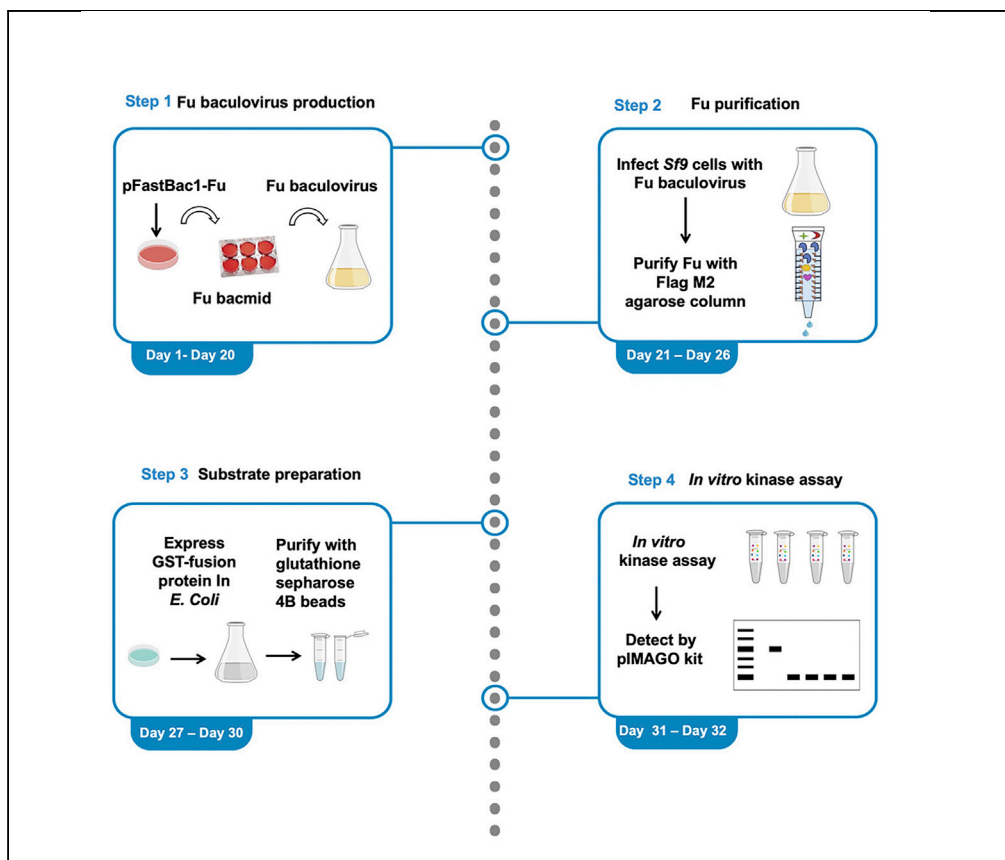 Step 1 Fu baculovirus production
pFastBac1-Fu
Fu baculovirus
Fu bacmid
Day 1- Day 20
Step 2 Fu purification
Infect Sf9 cells with
Fu baculovirus
Purify Fu with
Flag M2
agarose column
Day 21 – Day 26
Step 3 Substrate preparation
Express
GST-fusion
protein In
E. Coli
Purify with
glutathione
sepharose
4B beads
Day 27 – Day 30
Step 4 In vitro kinase assay
In vitro
kinase assay
Detect by
pIMAGO kit
Day 31 – Day 32